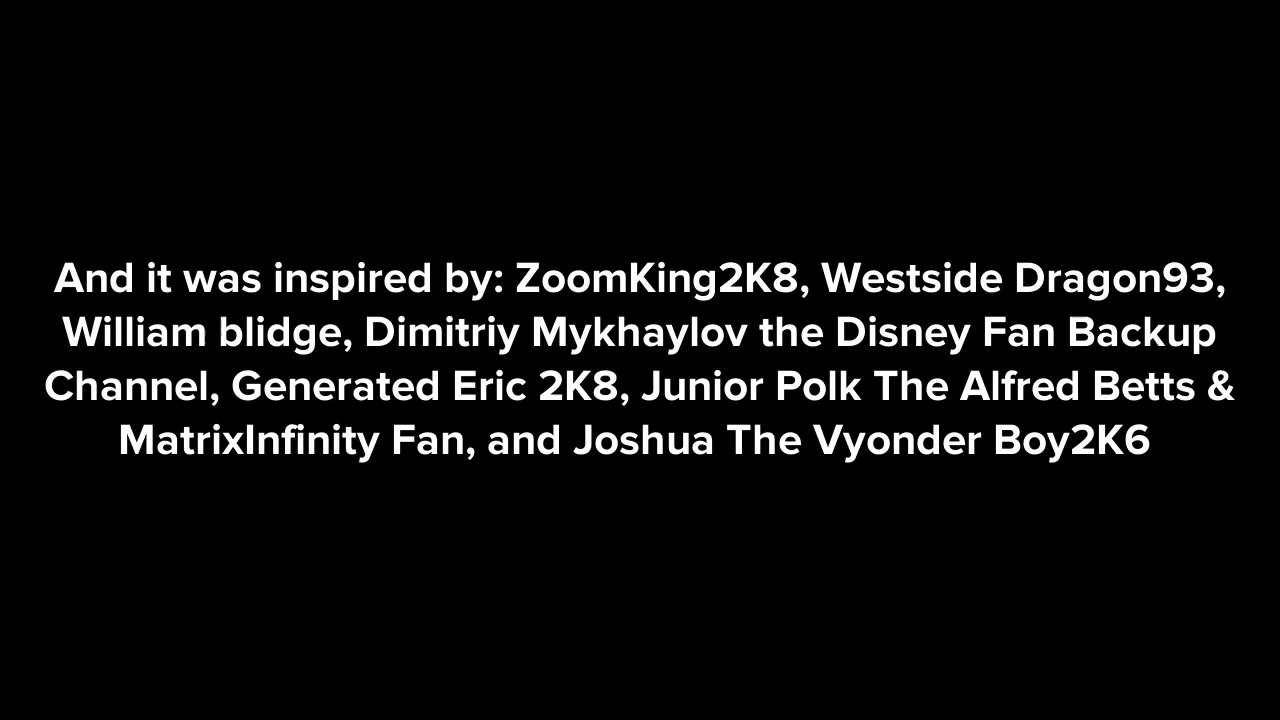 And it was inspired by: ZoomKing2K8, Westside Dragon93,
William blidge, Dimitriy Mykhaylov the Disney Fan Backup
Channel, Generated Eric 2K8, Junior Polk The Alfred Betts &
MatrixInfinity Fan, and Joshua The Vyonder Boy2K6